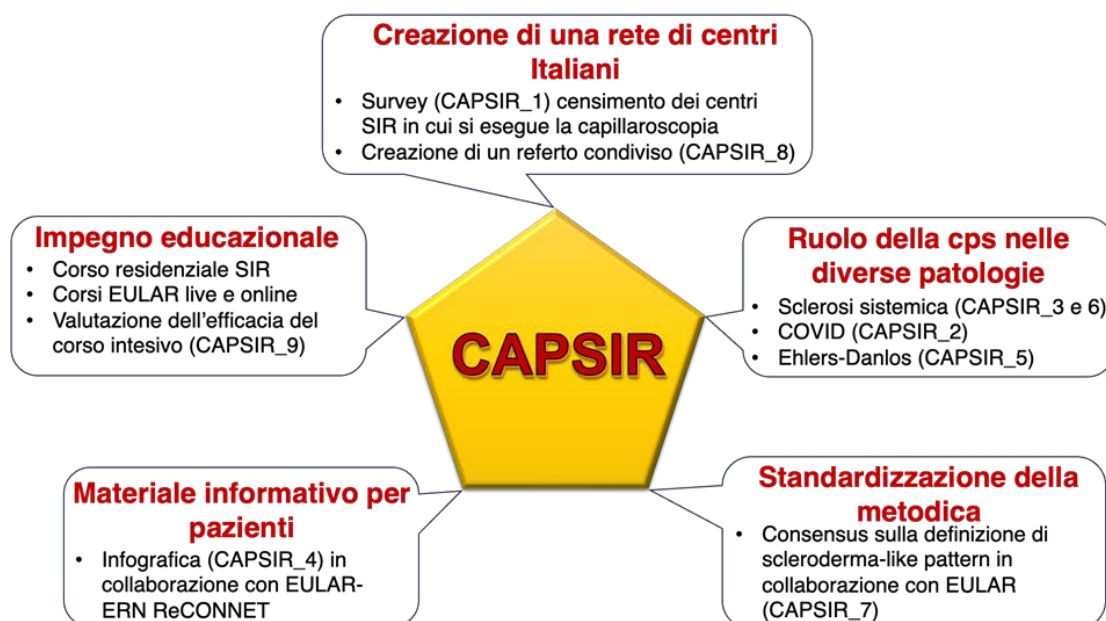 Creazione di una rete di centri
Italiani
• Survey (CAPSIR_1) censimento dei centri
SIR in cui si esegue la capillaroscopia
• Creazione di un referto condiviso (CAPSIR_8)
Impegno educazionale
• Corso residenziale SIR
• Corsi EULAR live e online
• Valutazione dell'efficacia del
corso intesivo (CAPSIR_9)
Ruolo della cps nelle
diverse patologie
• Sclerosi sistemica (CAPSIR_3 e 6)
• COVID (CAPSIR_2)
• Ehlers-Danlos (CAPSIR_5)
CAPSIR
Materiale informativo per
pazienti
• Infografica (CAPSIR_4) in
collaborazione con EULAR-
ERN ReCONNET
Standardizzazione della
metodica
• Consensus sulla definizione di
scleroderma-like pattern in
collaborazione con EULAR
(CAPSIR_7)